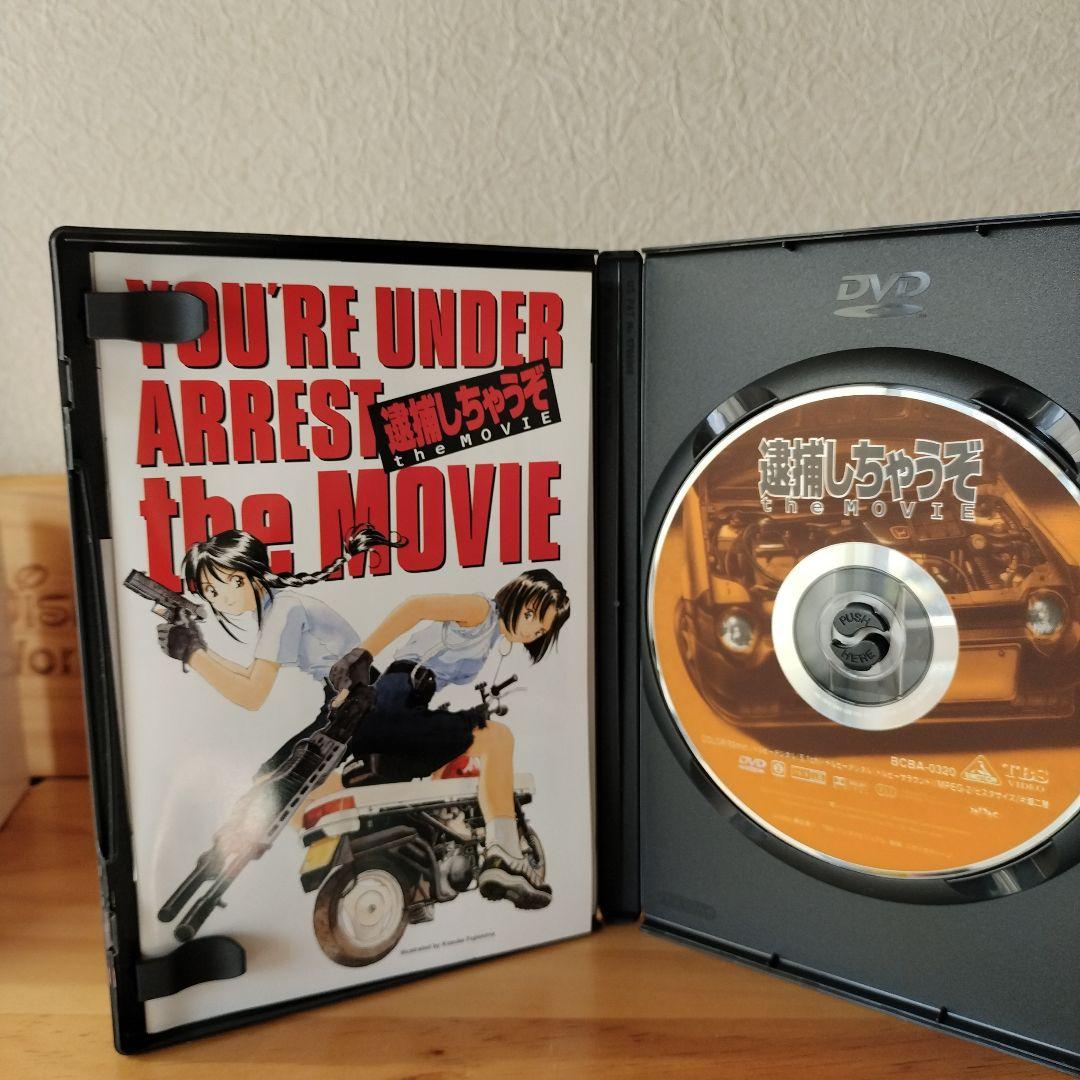 YOU'RE UNDER
ARREST
逮捕しちゃうぞ
the MOVIE
the MOVIE
Illustrated by Kosuke Fujishima
DVD
逮捕しちゃうぞ
the MOVIE
PUSH
HERE
BCBA-0320
TBS
VIDEO
DVD